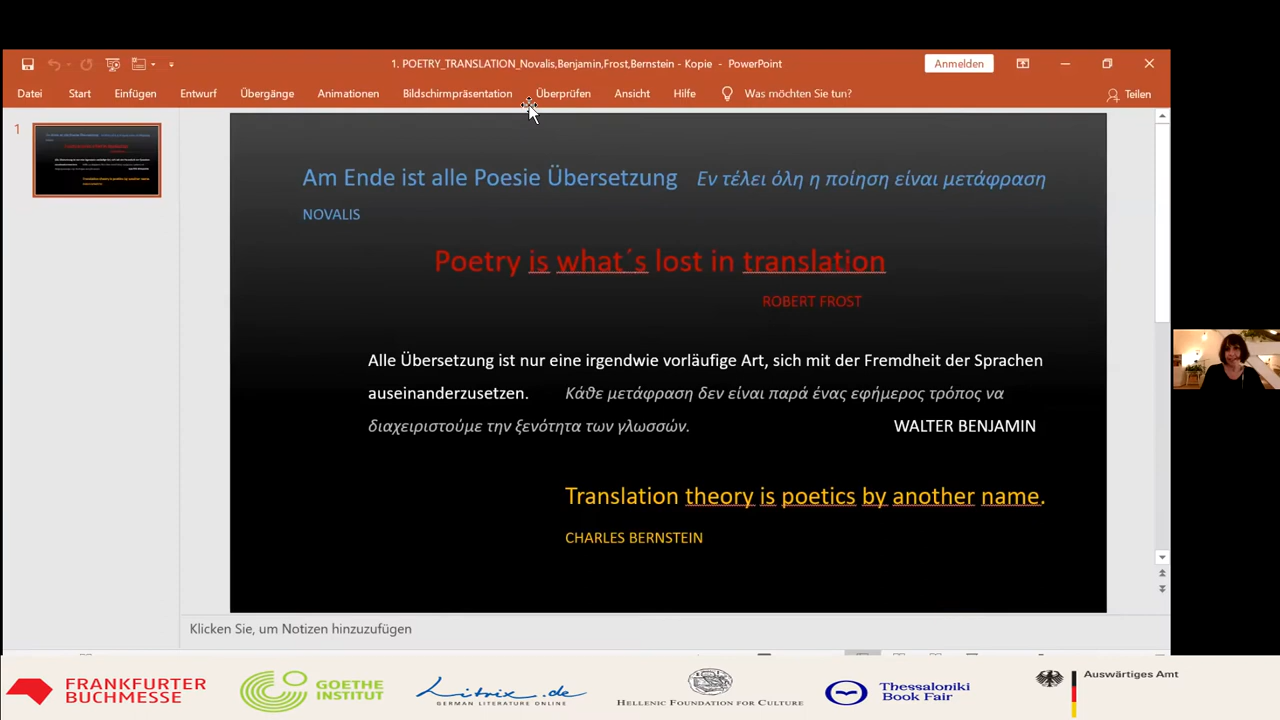 1. POETRY_TRANSLATION_Novalis,Benjamin,Frost,Bernstein - Kopie - PowerPoint
Anmelden
Datei Start Einfügen Entwurf Übergänge Animationen Bildschirmpräsentation Überprüfen Ansicht Hilfe Was möchten Sie tun? Teilen
1
Am Ende ist alle Poesie Übersetzung Εν τέλει όλη η ποίηση είναι μετάφραση
NOVALIS
Poetry is what´s lost in translation
ROBERT FROST
Alle Übersetzung ist nur eine irgendwie vorläufige Art, sich mit der Fremdheit der Sprachen
auseinanderzusetzen. Κάθε μετάφραση δεν είναι παρά ένας εφήμερος τρόπος να
διαχειριστούμε την ξενότητα των γλωσσών. WALTER BENJAMIN
Translation theory is poetics by another name.
CHARLES BERNSTEIN
Klicken Sie, um Notizen hinzuzufügen
FRANKFURTER
BUCHMESSE
GOETHE
INSTITUT
Litrix.de
GERMAN LITERATURE ONLINE
HELLENIC FOUNDATION FOR CULTURE
Thessaloniki
Book Fair
Auswärtiges Amt